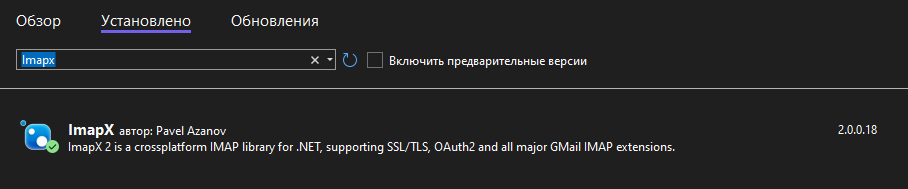 Обзор Установлено Обновления
Imapx Включить предварительные версии
ImapX автор: Pavel Azanov 2.0.0.18
ImapX 2 is a crossplatform IMAP library for .NET, supporting SSL/TLS, OAuth2 and all major GMail IMAP extensions.